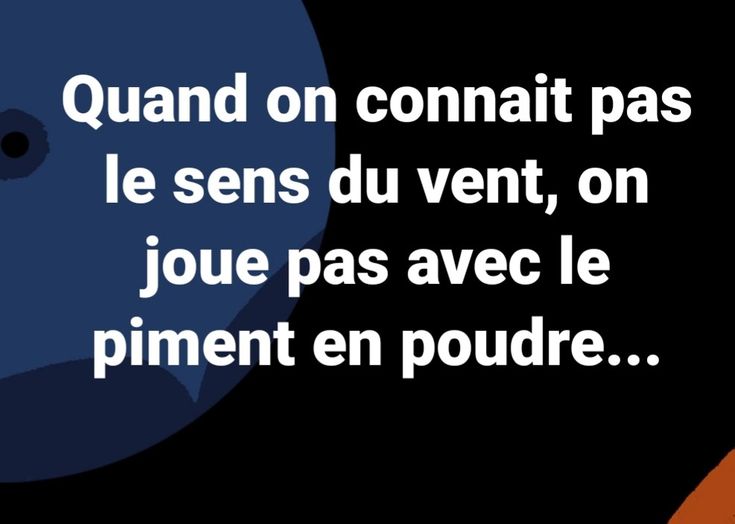 Quand on connait pas
le sens du vent, on
joue pas avec le
piment en poudre...